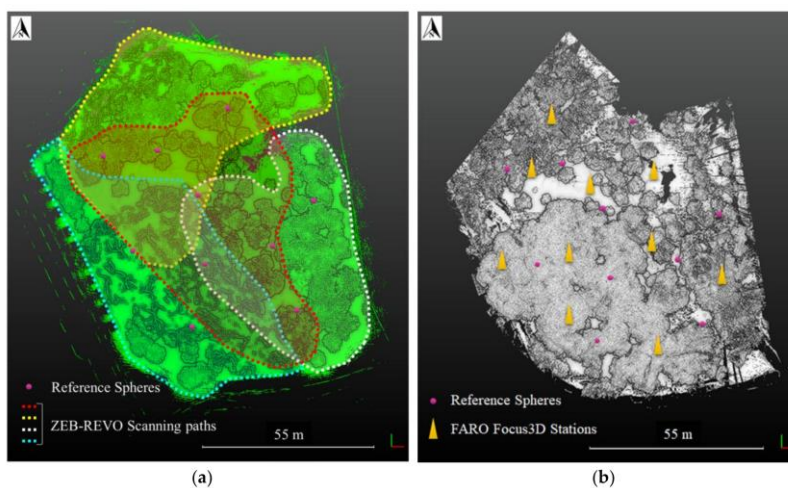 Reference Spheres
ZEB-REVO Scanning paths
55 m
(a)
Reference Spheres
FARO Focus3D Stations
55 m
(b)